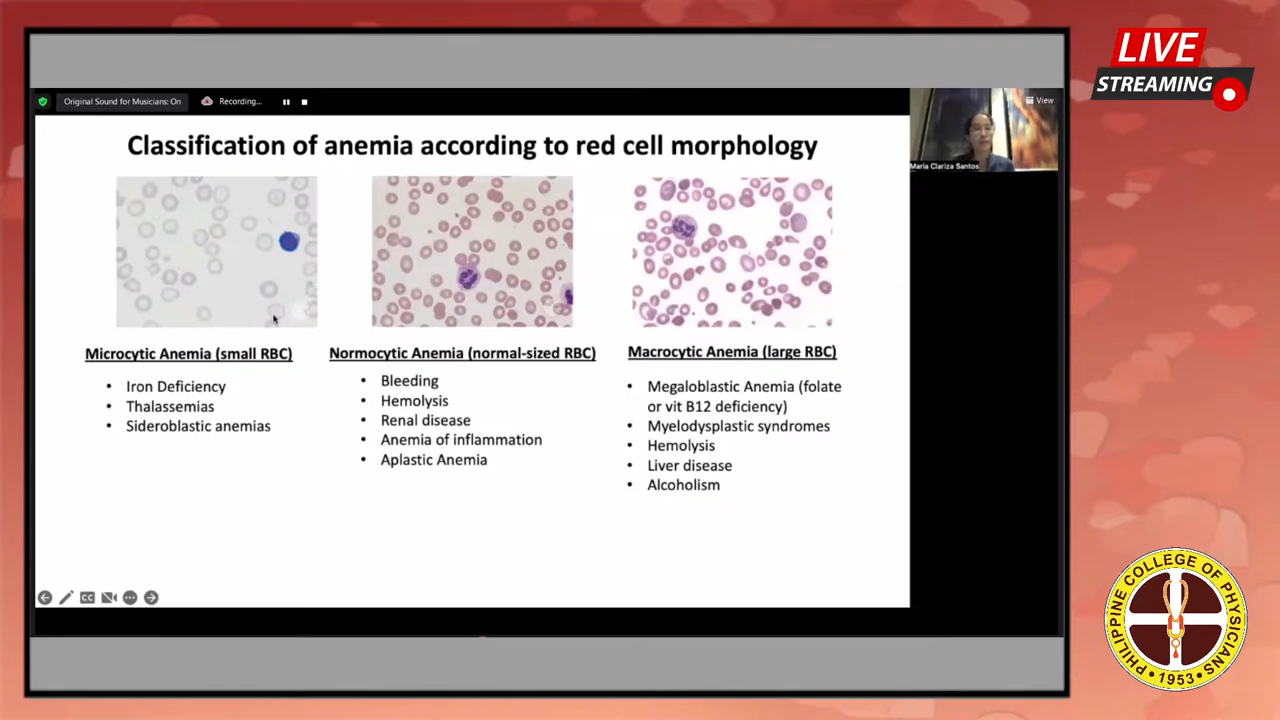 LIVE
STREAMING
Original Sound for Musicians: On
Recording...
View
Maria Clariza Santos
Classification of anemia according to red cell morphology
Microcytic Anemia (small RBC)
• Iron Deficiency
• Thalassemias
• Sideroblastic anemias
Normocytic Anemia (normal-sized RBC)
• Bleeding
• Hemolysis
• Renal disease
• Anemia of inflammation
• Aplastic Anemia
Macrocytic Anemia (large RBC)
• Megaloblastic Anemia (folate
or vit B12 deficiency)
• Myelodysplastic syndromes
• Hemolysis
• Liver disease
• Alcoholism
CC
PHILIPPINE COLLEGE OF PHYSICIANS
• 1953 •